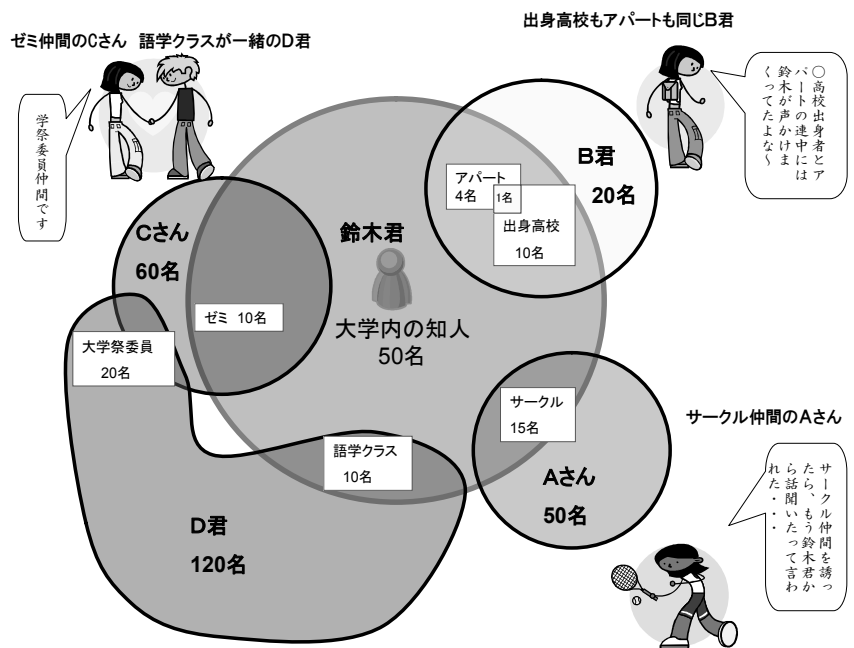 出身高校もアパートも同じB君
ゼミ仲間のCさん 語学クラスが一緒のD君
学祭委員仲間です
○高校出身者とア
パートの連中には
鈴木が声かけま
くってたよな～
B君
20名
アパート
4名
1名
出身高校
10名
Cさん
60名
鈴木君
ゼミ 10名
大学内の知人
50名
大学祭委員
20名
サークル
15名
サークル仲間のAさん
語学クラス
10名
Aさん
50名
サークル仲間を誘っ
たら、もう鈴木君か
ら話聞いたって言わ
れた・・・
D君
120名